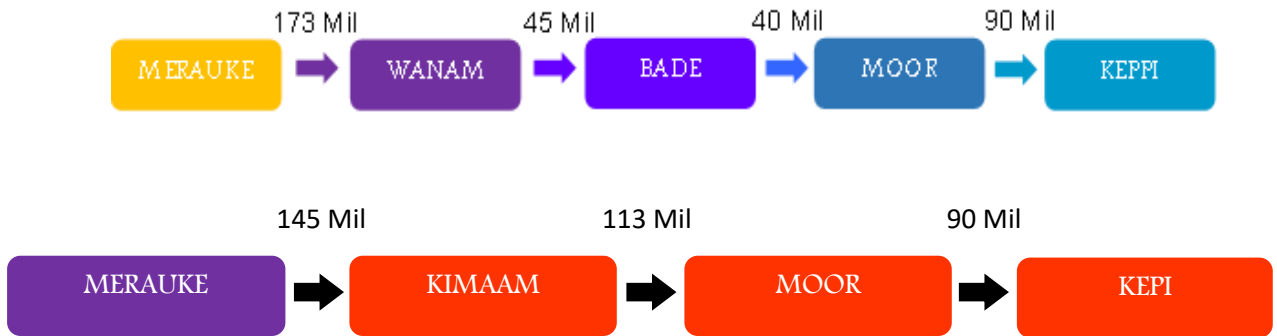 173 Mil 45 Mil 40 Mil 90 Mil
MERAUKE WANAM BADE MOOR KEPPI
145 Mil 113 Mil 90 Mil
MERAUKE KIMAAM MOOR KEPI